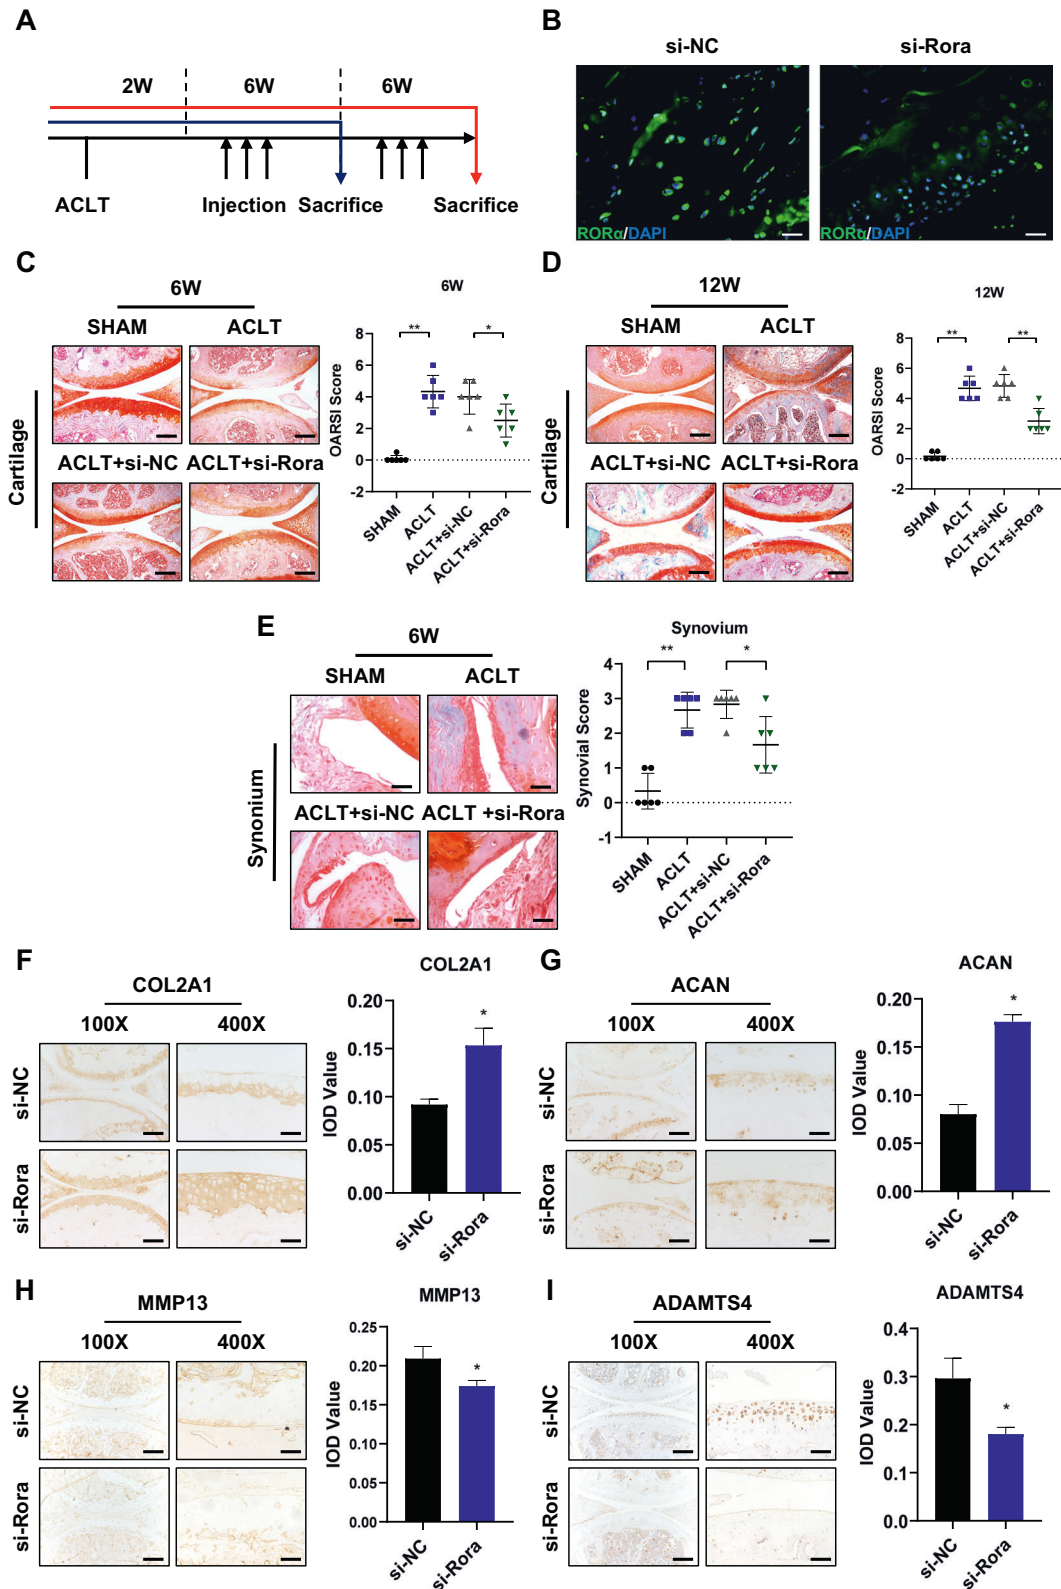 A
2W 6W 6W
ACLT Injection Sacrifice Sacrifice
B
si-NC si-Rora
RORα/DAPI RORα/DAPI
C
6W
SHAM ACLT
ACLT+si-NC ACLT+si-Rora
Cartilage
6W
** *
OARSI Score
8
6
4
2
0
-2
SHAM
ACLT
ACLT+si-NC
ACLT+si-Rora
D
12W
SHAM ACLT
ACLT+si-NC ACLT+si-Rora
Cartilage
12W
** **
OARSI Score
8
6
4
2
0
-2
SHAM
ACLT
ACLT+si-NC
ACLT+si-Rora
E
6W
SHAM ACLT
ACLT+si-NC ACLT +si-Rora
Synonium
Synovium
** *
Synovial Score
4
3
2
1
0
-1
SHAM
ACLT
ACLT+si-NC
ACLT+si-Rora
F
COL2A1
100X 400X
si-NC
si-Rora
COL2A1
*
IOD Value
0.20
0.15
0.10
0.05
0.00
si-NC
si-Rora
G
ACAN
100X 400X
si-NC
si-Rora
ACAN
*
IOD Value
0.20
0.15
0.10
0.05
0.00
si-NC
si-Rora
H
MMP13
100X 400X
si-NC
si-Rora
MMP13
*
IOD Value
0.25
0.20
0.15
0.10
0.05
0.00
si-NC
si-Rora
I
ADAMTS4
100X 400X
si-NC
si-Rora
ADAMTS4
*
IOD Value
0.4
0.3
0.2
0.1
0.0
si-NC
si-Rora